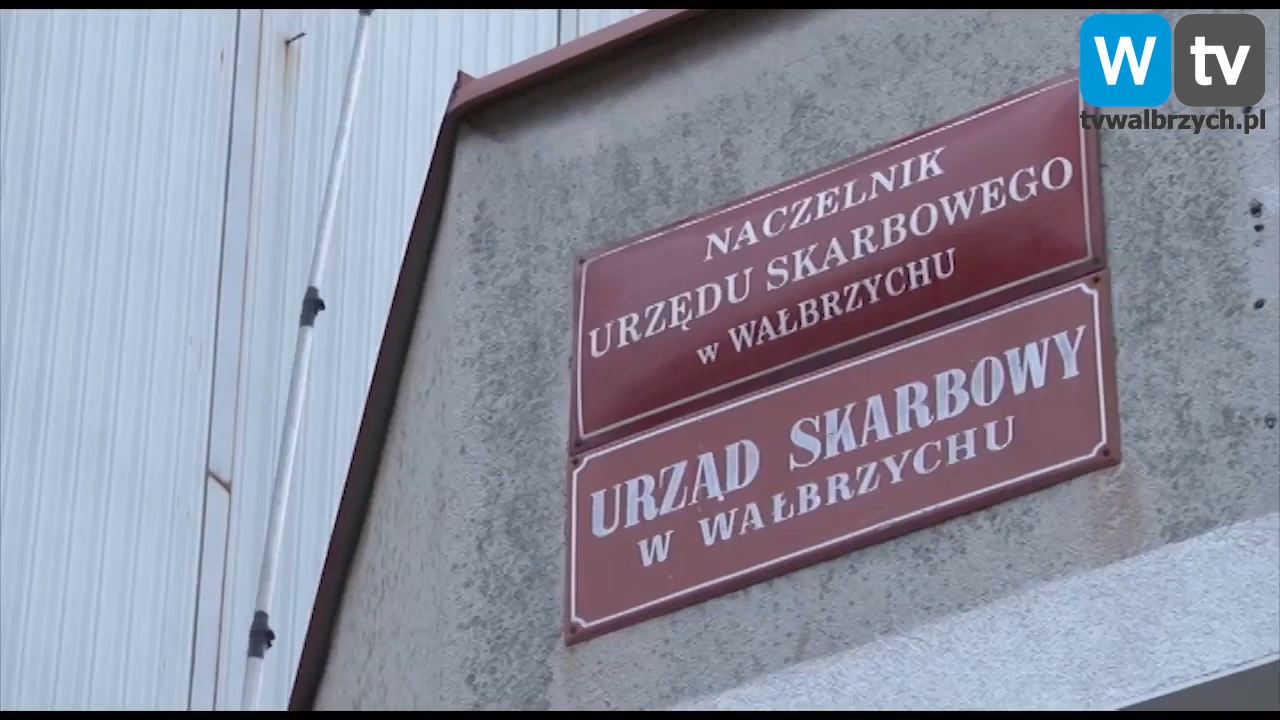 W tv
tvwalbrzych.pl
NACZELNIK
URZĘDU SKARBOWEGO
w WAŁBRZYCHU
URZĄD SKARBOWY
W WAŁBRZYCHU